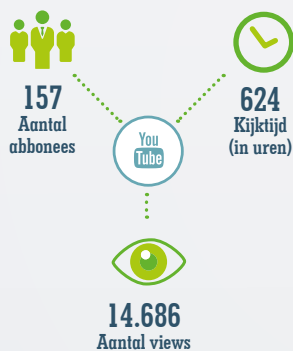 157
Aantal
abbonees
624
Kijktijd
(in uren)
You
Tube
14.686
Aantal views